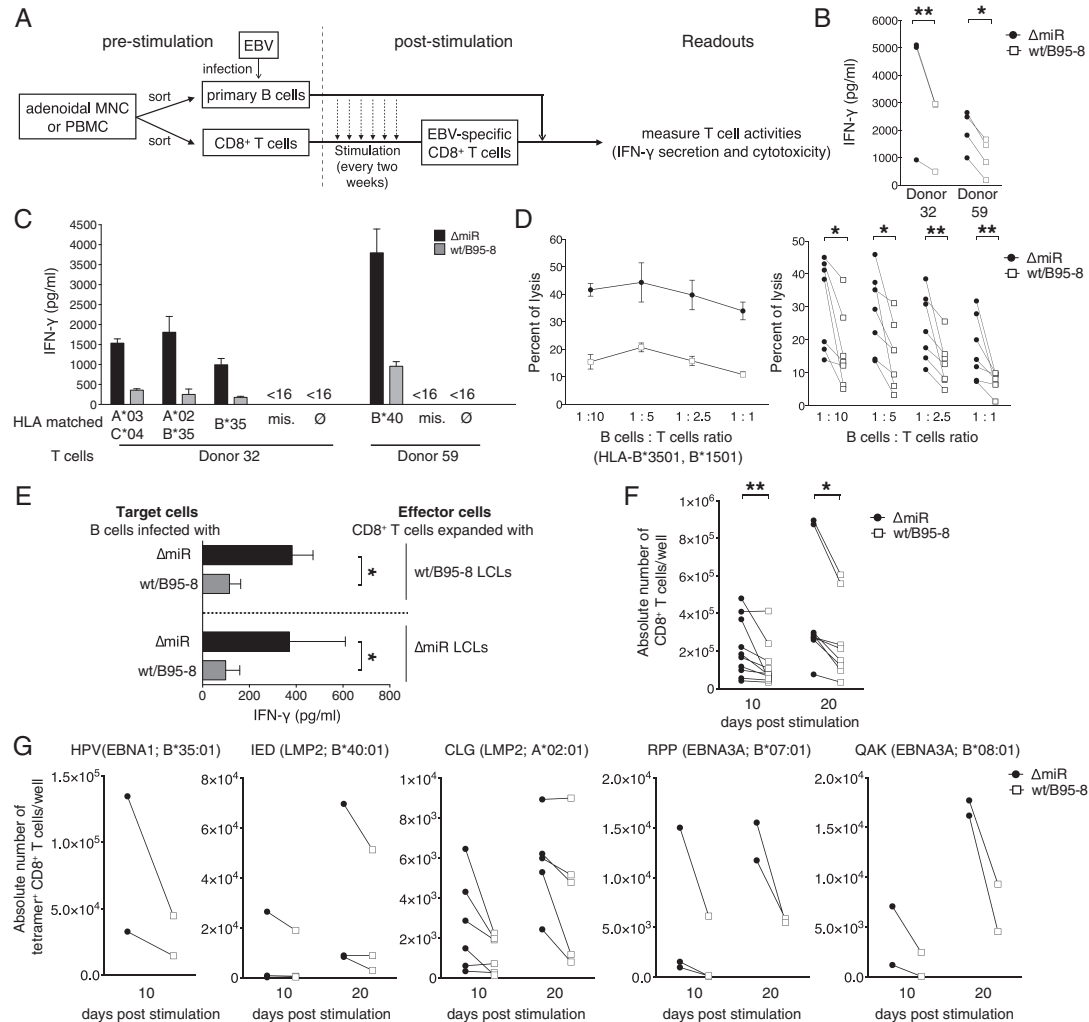 A
pre-stimulation
post-stimulation
Readouts
EBV
infection
adenoidal MNC
or PBMC
sort
sort
primary B cells
CD8⁺ T cells
Stimulation
(every two
weeks)
EBV-specific
CD8⁺ T cells
measure T cell activities
(IFN-γ secretion and cytotoxicity)
B
** *
ΔmiR
wt/B95-8
IFN-γ (pg/ml)
6000
5000
4000
3000
2000
1000
0
Donor Donor
32 59
C
ΔmiR
wt/B95-8
IFN-γ (pg/ml)
4500
4000
3500
3000
2500
2000
1500
1000
500
0
<16 <16 <16 <16
HLA matched
A*03 A*02 B*35 mis. Ø B*40 mis. Ø
C*04 B*35
T cells Donor 32 Donor 59
D
Percent of lysis
60
50
40
30
20
10
0
1 :10 1 : 5 1 : 2.5 1 : 1
B cells : T cells ratio
(HLA-B*3501, B*1501)
* * ** **
ΔmiR
wt/B95-8
Percent of lysis
50
40
30
20
10
0
1 : 10 1 : 5 1 : 2.5 1 : 1
B cells : T cells ratio
E
Target cells Effector cells
B cells infected with CD8⁺ T cells expanded with
ΔmiR
wt/B95-8
*
wt/B95-8 LCLs
ΔmiR
wt/B95-8
*
ΔmiR LCLs
0 200 400 600 800
IFN-γ (pg/ml)
F
** *
ΔmiR
wt/B95-8
Absolute number of
CD8⁺ T cells/well
1×10⁶
8×10⁵
6×10⁵
4×10⁵
2×10⁵
0
10 20
days post stimulation
G
HPV(EBNA1; B*35:01) IED (LMP2; B*40:01) CLG (LMP2; A*02:01) RPP (EBNA3A; B*07:01) QAK (EBNA3A; B*08:01)
ΔmiR
wt/B95-8
Absolute number of
tetramer⁺ CD8⁺ T cells/well
1.5×10⁵
1.0×10⁵
5.0×10⁴
0.0
10
days post stimulation
8×10⁴
6×10⁴
4×10⁴
2×10⁴
0
10 20
days post stimulation
1×10⁴
8×10³
6×10³
4×10³
2×10³
0
10 20
days post stimulation
2.0×10⁴
1.5×10⁴
1.0×10⁴
5.0×10³
0.0
10 20
days post stimulation
2.0×10⁴
1.5×10⁴
1.0×10⁴
5.0×10³
0.0
10 20
days post stimulation